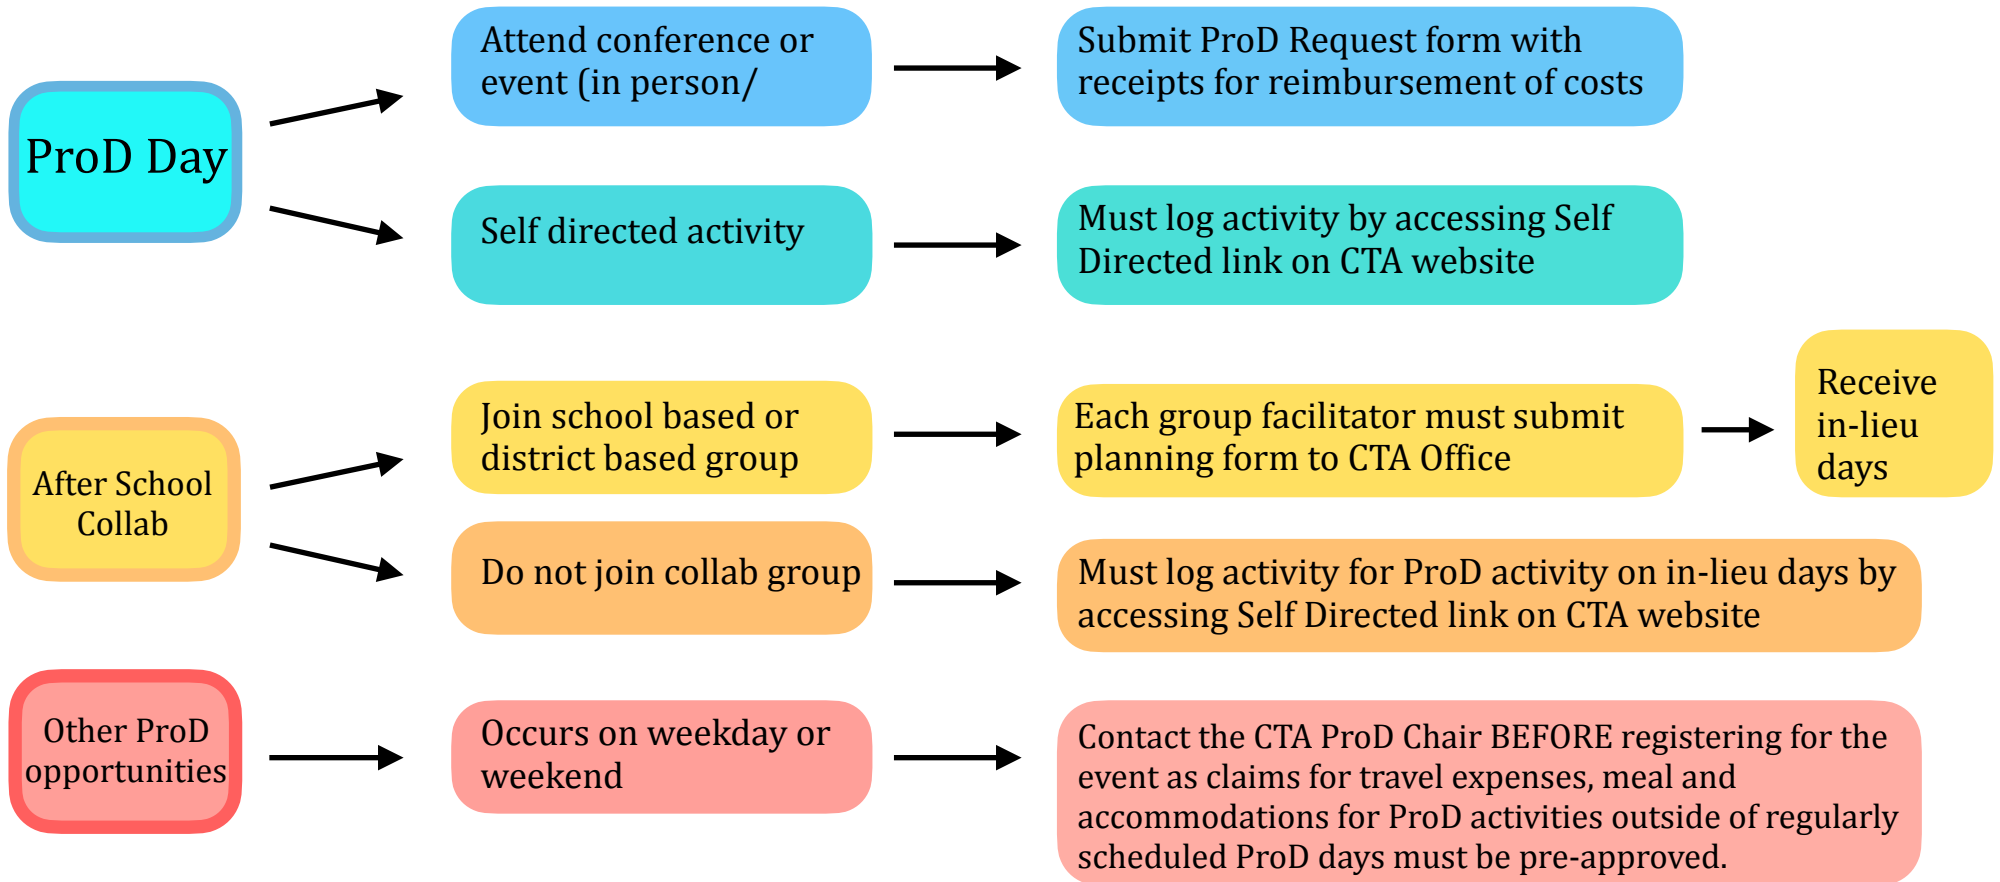 ProD Day
Attend conference or
event (in person/
Submit ProD Request form with
receipts for reimbursement of costs
Self directed activity
Must log activity by accessing Self
Directed link on CTA website
After School
Collab
Join school based or
district based group
Each group facilitator must submit
planning form to CTA Office
Receive
in-lieu
days
Do not join collab group
Must log activity for ProD activity on in-lieu days by
accessing Self Directed link on CTA website
Other ProD
opportunities
Occurs on weekday or
weekend
Contact the CTA ProD Chair BEFORE registering for the
event as claims for travel expenses, meal and
accommodations for ProD activities outside of regularly
scheduled ProD days must be pre-approved.